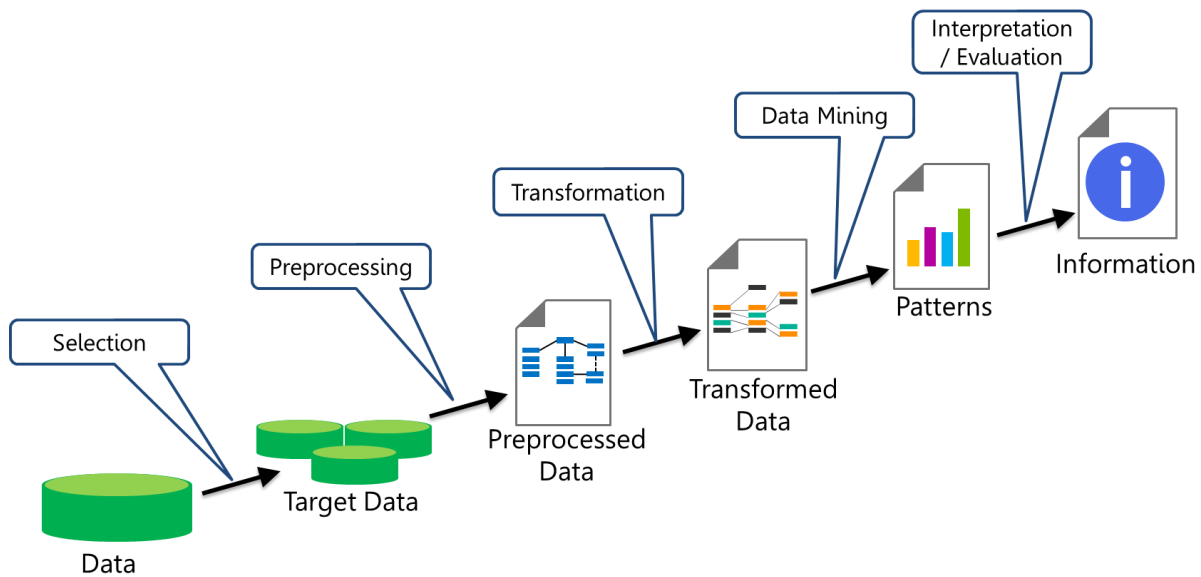 Interpretation
/ Evaluation
Data Mining
Transformation
Preprocessing
Selection
Data
Target Data
Preprocessed
Data
Transformed
Data
Patterns
i
Information